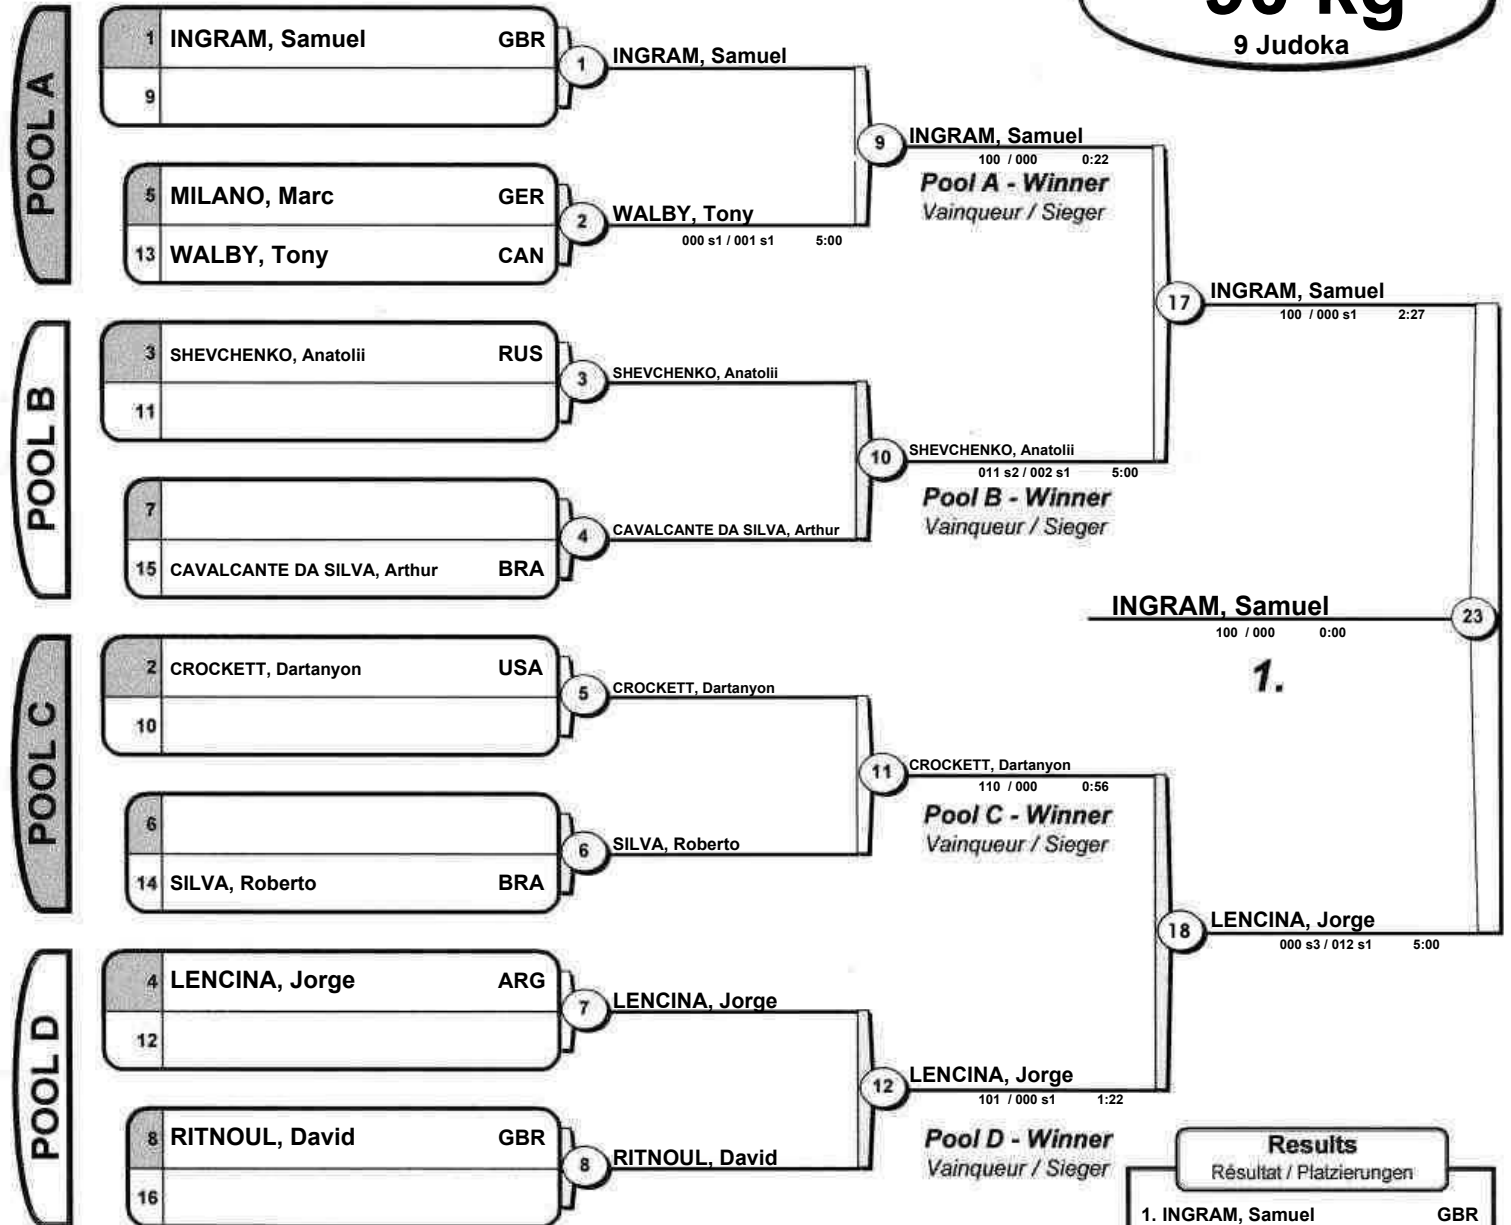 90 kg
9 Judoka
POOL A
1 INGRAM, Samuel GBR
9
1 INGRAM, Samuel
5 MILANO, Marc GER
13 WALBY, Tony CAN
2 WALBY, Tony
000 s1 / 001 s1 5:00
9 INGRAM, Samuel
100 / 000 0:22
Pool A - Winner
Vainqueur / Sieger
POOL B
3 SHEVCHENKO, Anatolii RUS
11
3 SHEVCHENKO, Anatolii
7
15 CAVALCANTE DA SILVA, Arthur BRA
4 CAVALCANTE DA SILVA, Arthur
10 SHEVCHENKO, Anatolii
011 s2 / 002 s1 5:00
Pool B - Winner
Vainqueur / Sieger
17 INGRAM, Samuel
100 / 000 s1 2:27
INGRAM, Samuel 23
100 / 000 0:00
1.
POOL C
2 CROCKETT, Dartanyon USA
10
5 CROCKETT, Dartanyon
6
14 SILVA, Roberto BRA
6 SILVA, Roberto
11 CROCKETT, Dartanyon
110 / 000 0:56
Pool C - Winner
Vainqueur / Sieger
POOL D
4 LENCINA, Jorge ARG
12
7 LENCINA, Jorge
8 RITNOUL, David GBR
16
8 RITNOUL, David
12 LENCINA, Jorge
101 / 000 s1 1:22
Pool D - Winner
Vainqueur / Sieger
18 LENCINA, Jorge
000 s3 / 012 s1 5:00
Results
Résultat / Platzierungen
1. INGRAM, Samuel GBR